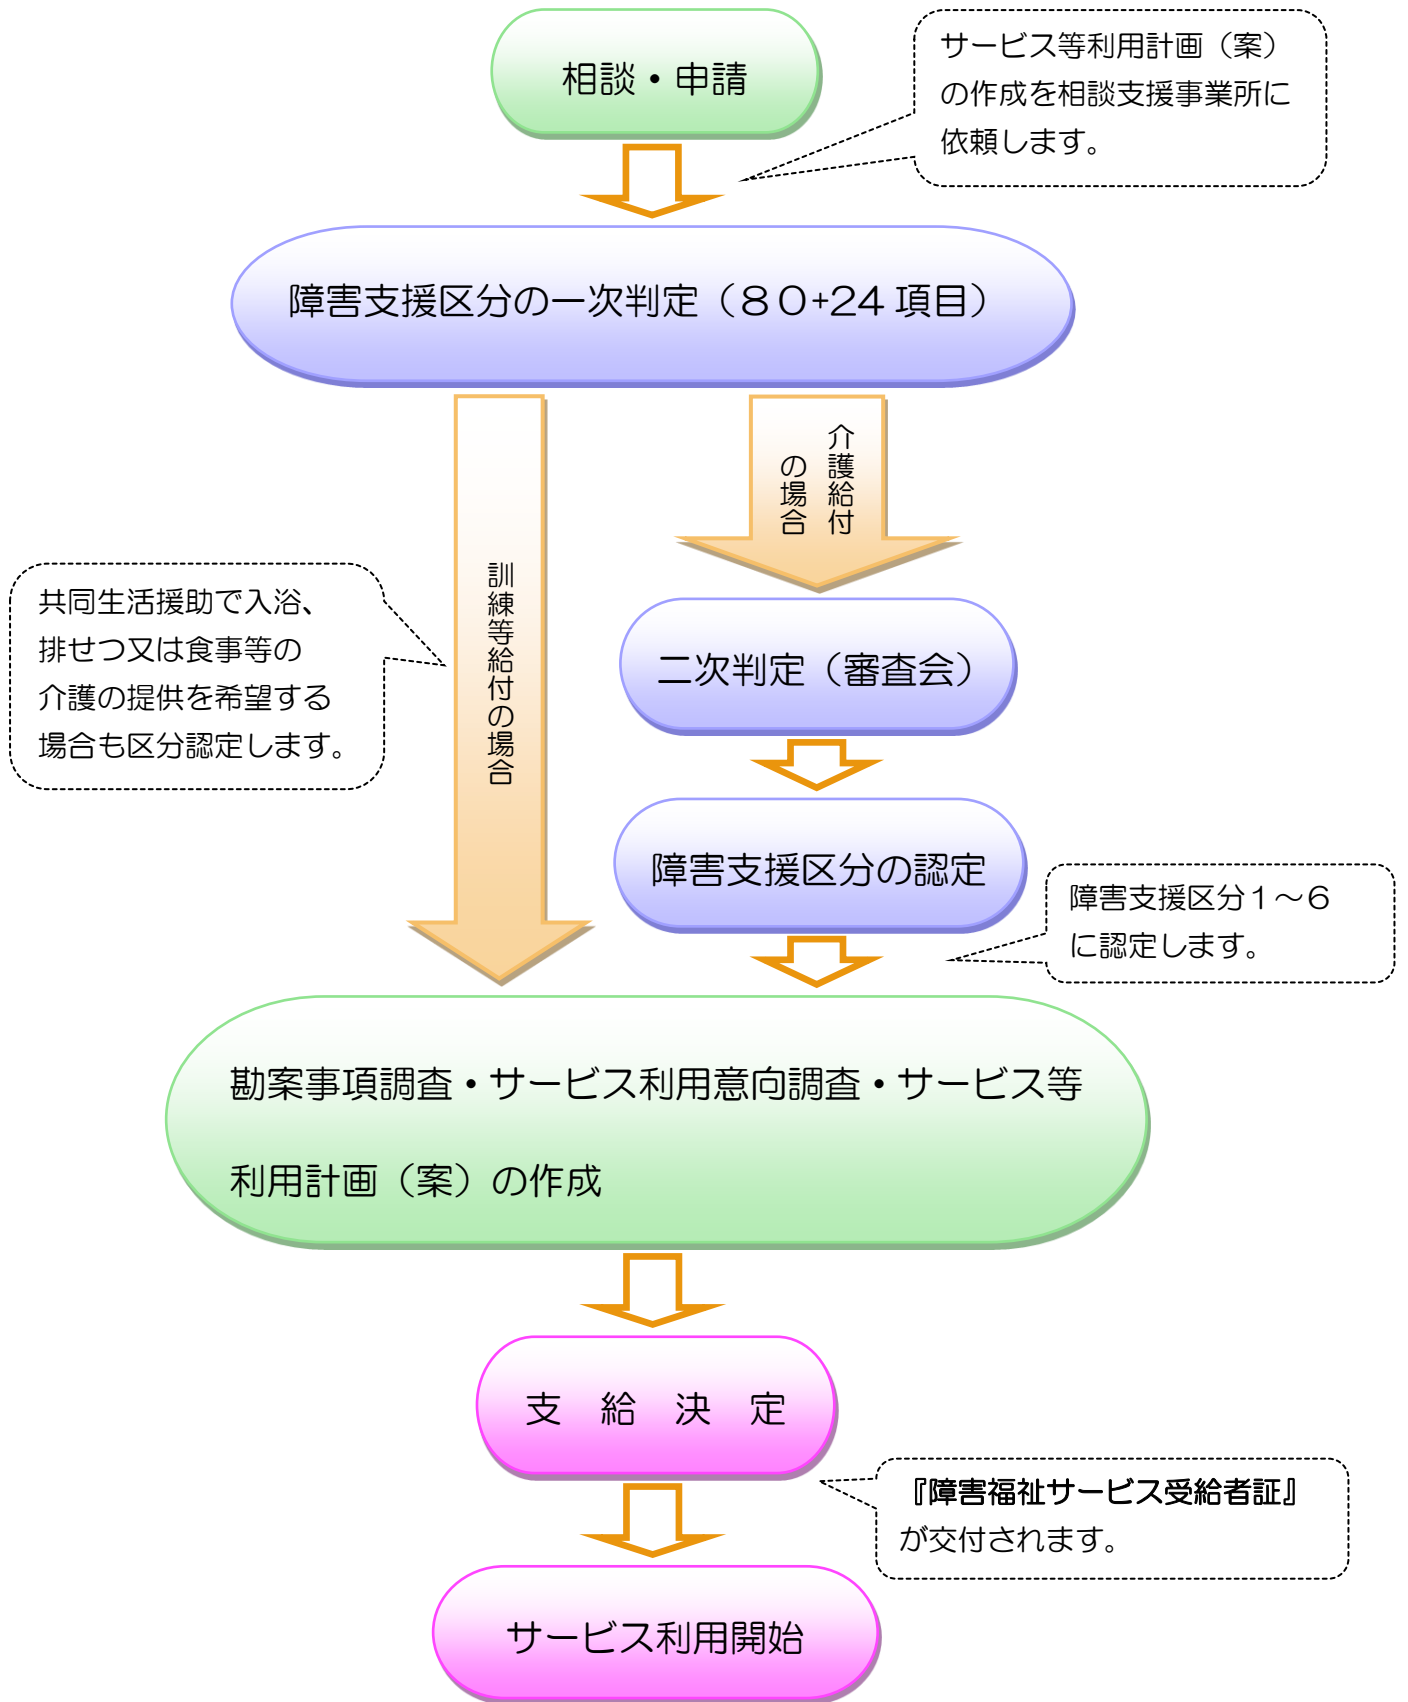 相談・申請
サービス等利用計画（案）
の作成を相談支援事業所に
依頼します。
障害支援区分の一次判定（８０+24 項目）
介護給付
の場合
訓練等給付の場合
共同生活援助で入浴、
排せつ又は食事等の
介護の提供を希望する
場合も区分認定します。
二次判定（審査会）
障害支援区分の認定
障害支援区分１～６
に認定します。
勘案事項調査・サービス利用意向調査・サービス等
利用計画（案）の作成
支　給　決　定
『障害福祉サービス受給者証』
が交付されます。
サービス利用開始